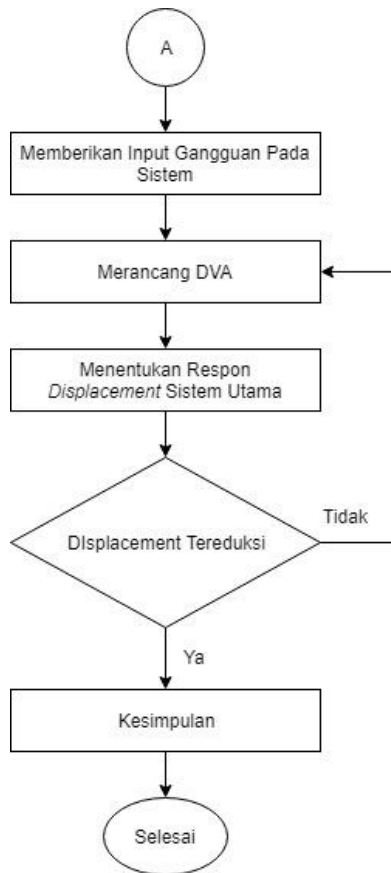 A
Memberikan Input Gangguan Pada
Sistem
Merancang DVA
Menentukan Respon
Displacement Sistem Utama
DIsplacement Tereduksi
Tidak
Ya
Kesimpulan
Selesai